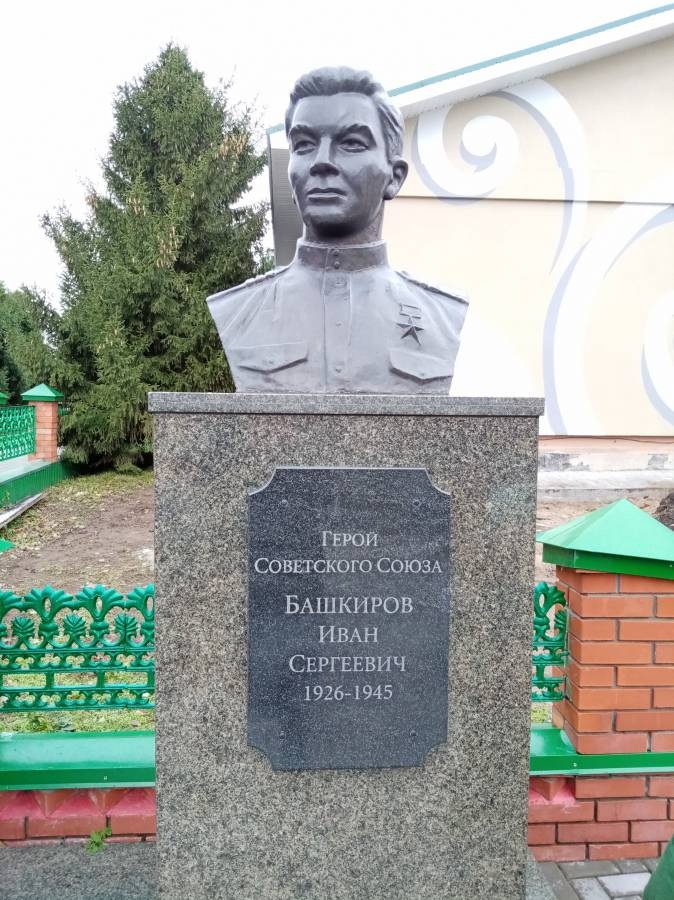 Герой
Советского Союза
Башкиров
Иван
Сергеевич
1926-1945